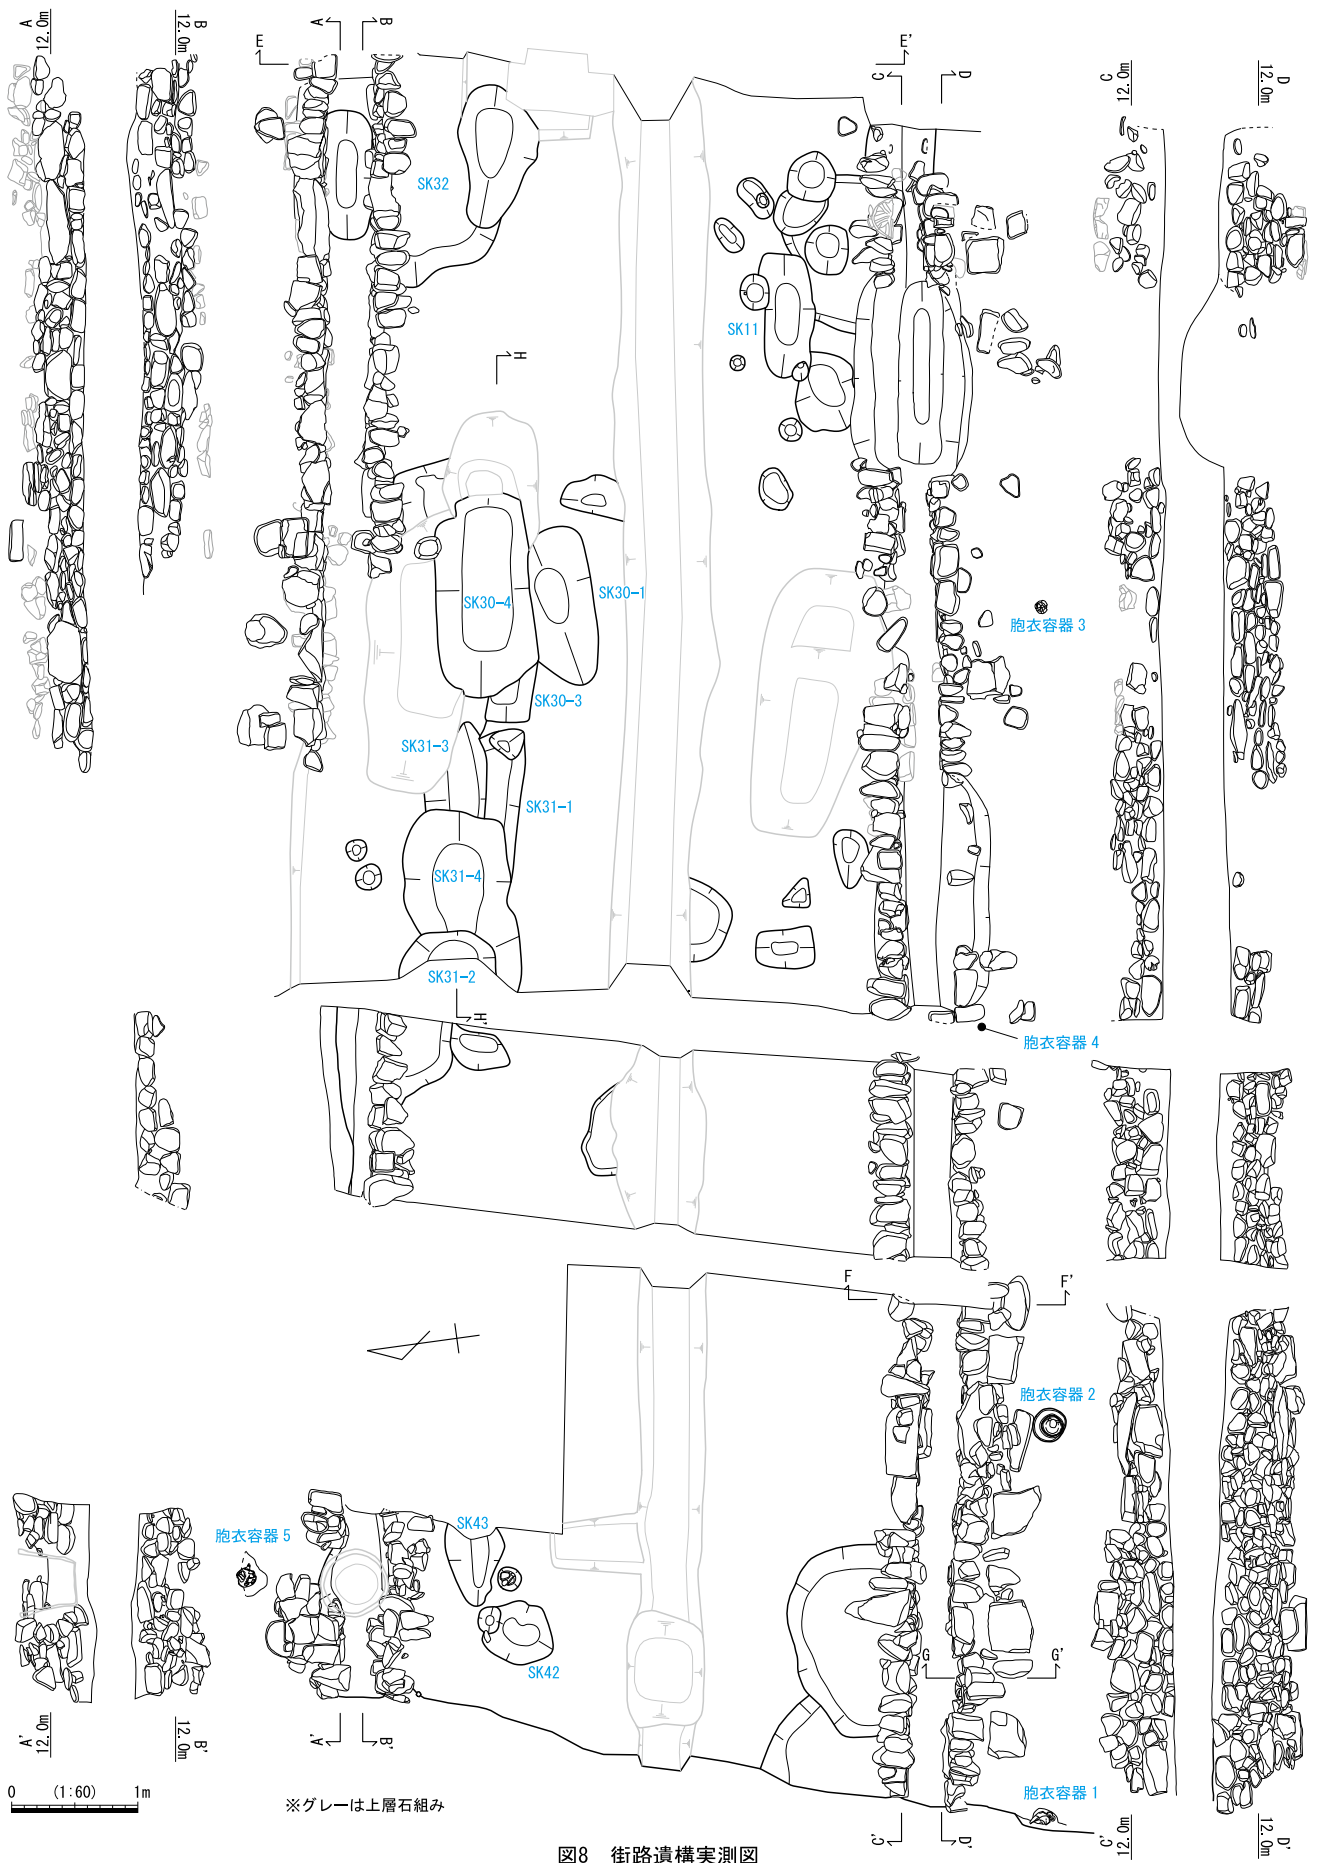 A
12.0m
B
12.0m
A
B
E
E'
C
D
C
12.0m
D
12.0m
SK32
SK11
H
SK30-4
SK30-1
胞衣容器 3
SK30-3
SK31-3
SK31-1
SK31-4
SK31-2
H'
胞衣容器 4
F
F'
胞衣容器 2
胞衣容器 5
SK43
SK42
G
G'
A'
12.0m
B'
12.0m
A'
B'
胞衣容器 1
C'
D'
C'
12.0m
D'
12.0m
0 (1:60) 1m
※グレーは上層石組み
図8 街路遺構実測図